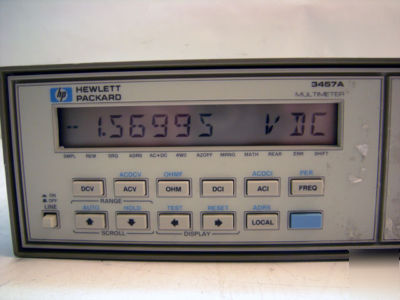 hp HEWLETT PACKARD
3457A MULTIMETER
-1.56995 VDC
SMPL REM SRQ ADRS AC+DC 4WΩ AZOFF MRNG MATH REAR ERR SHIFT
ACDCV OHMF ACDCI PER
DCV ACV OHM DCI ACI FREQ
ON
OFF
LINE
RANGE
AUTO HOLD TEST RESET ADRS
LOCAL
SCROLL DISPLAY